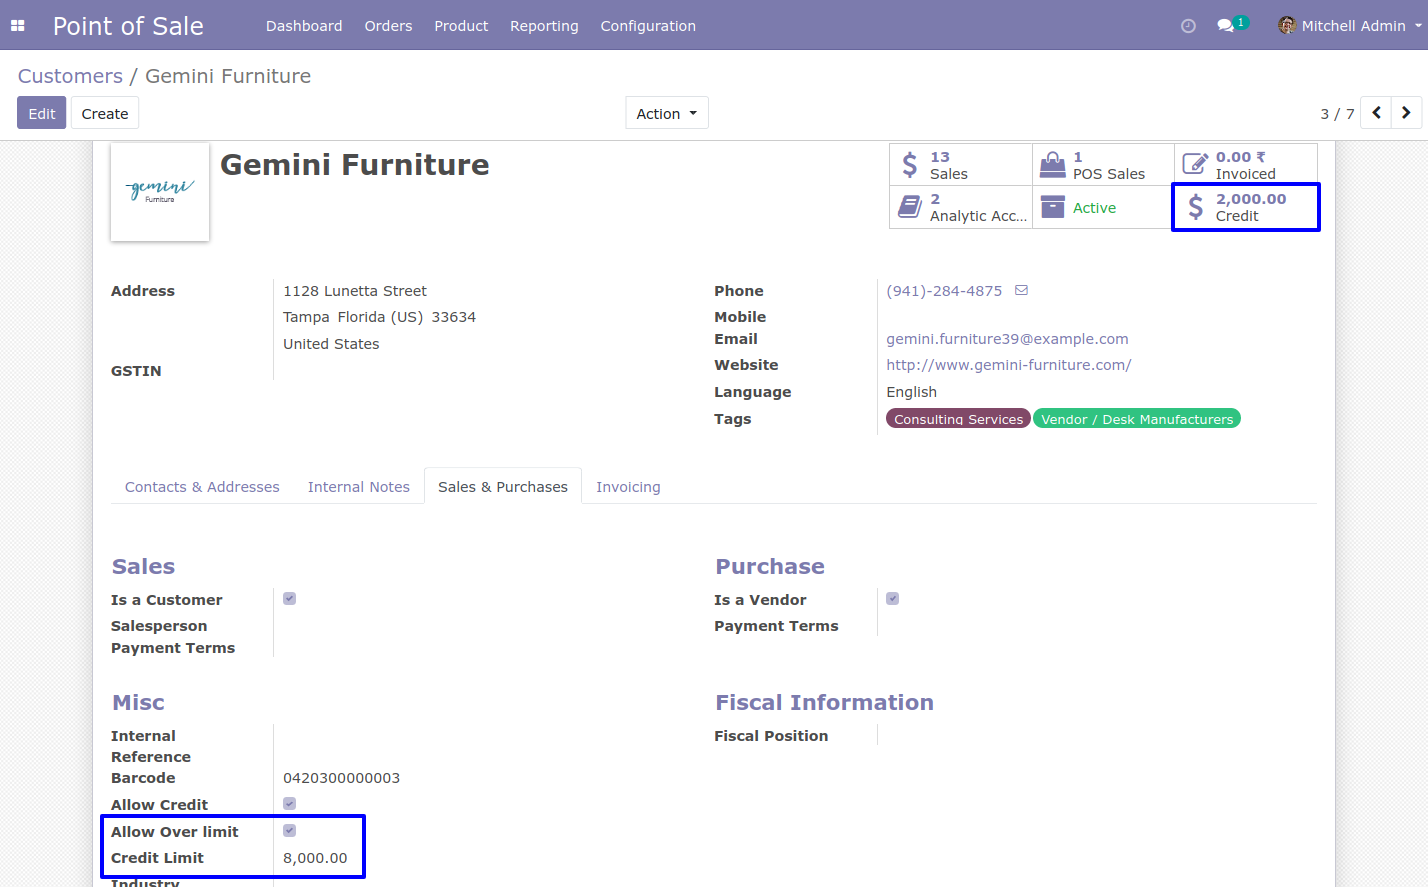 Point of Sale Dashboard Orders Product Reporting Configuration 1 Mitchell Admin
Customers / Gemini Furniture
Edit Create Action 3 / 7
gemini
Furniture
Gemini Furniture
13
Sales
1
POS Sales
0.00 ₹
Invoiced
2
Analytic Acc...
Active
2,000.00
Credit
Address 1128 Lunetta Street
Tampa Florida (US) 33634
United States
GSTIN
Phone (941)-284-4875
Mobile
Email gemini.furniture39@example.com
Website http://www.gemini-furniture.com/
Language English
Tags Consulting Services Vendor / Desk Manufacturers
Contacts & Addresses Internal Notes Sales & Purchases Invoicing
Sales
Is a Customer
Salesperson
Payment Terms
Purchase
Is a Vendor
Payment Terms
Misc
Internal
Reference
Barcode 0420300000003
Allow Credit
Allow Over limit
Credit Limit 8,000.00
Industry
Fiscal Information
Fiscal Position